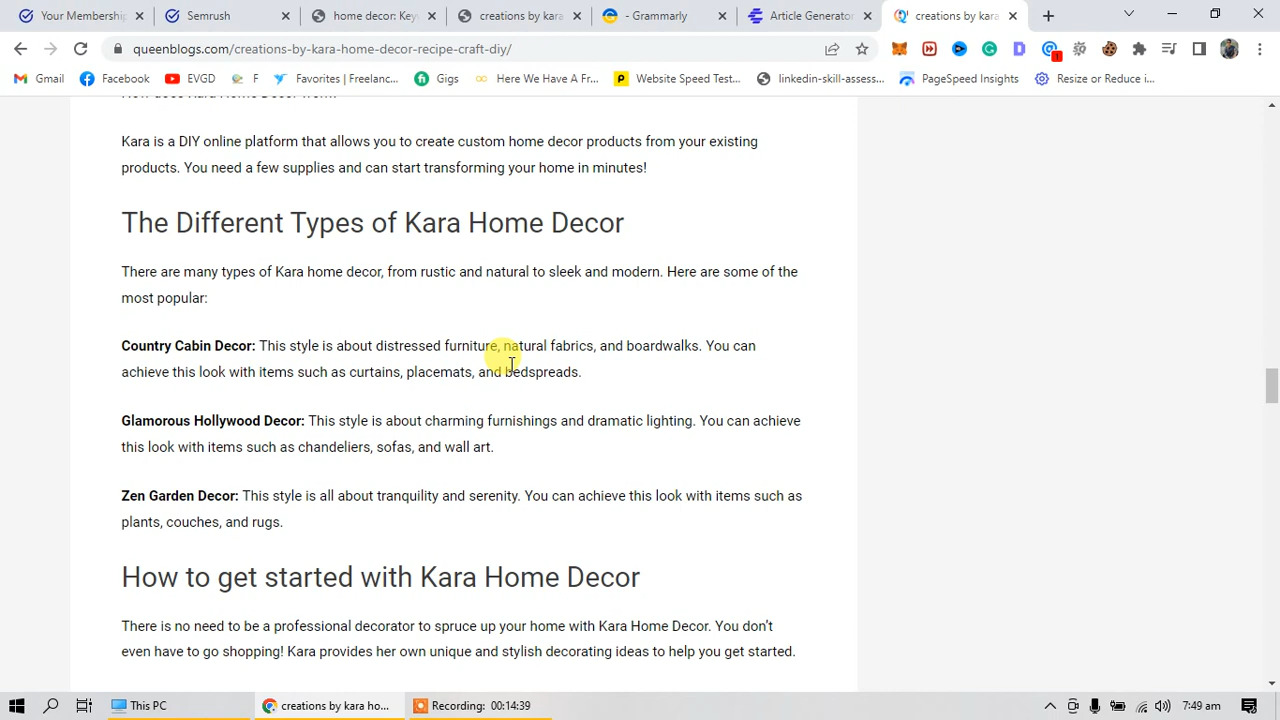 Your Membership
Semrush
home decor: Key
creations by kara
- Grammarly
Article Generator
creations by kara
queenblogs.com/creations-by-kara-home-decor-recipe-craft-diy/
1
Gmail
Facebook
EVGD
F
Favorites | Freelanc...
Gigs
Here We Have A Fr...
Website Speed Test...
linkedin-skill-assess...
PageSpeed Insights
Resize or Reduce i...
Kara is a DIY online platform that allows you to create custom home decor products from your existing
products. You need a few supplies and can start transforming your home in minutes!
The Different Types of Kara Home Decor
There are many types of Kara home decor, from rustic and natural to sleek and modern. Here are some of the
most popular:
Country Cabin Decor: This style is about distressed furniture, natural fabrics, and boardwalks. You can
achieve this look with items such as curtains, placemats, and bedspreads.
Glamorous Hollywood Decor: This style is about charming furnishings and dramatic lighting. You can achieve
this look with items such as chandeliers, sofas, and wall art.
Zen Garden Decor: This style is all about tranquility and serenity. You can achieve this look with items such as
plants, couches, and rugs.
How to get started with Kara Home Decor
There is no need to be a professional decorator to spruce up your home with Kara Home Decor. You don't
even have to go shopping! Kara provides her own unique and stylish decorating ideas to help you get started.
This PC
creations by kara ho...
Recording: 00:14:39
7:49 am